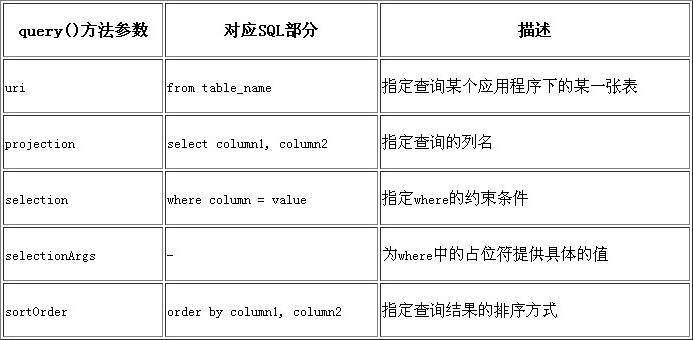 query()方法参数 对应SQL部分 描述
uri from table_name 指定查询某个应用程序下的某一张表
projection select column1, column2 指定查询的列名
selection where column = value 指定where的约束条件
selectionArgs - 为where中的占位符提供具体的值
sortOrder order by column1, column2 指定查询结果的排序方式